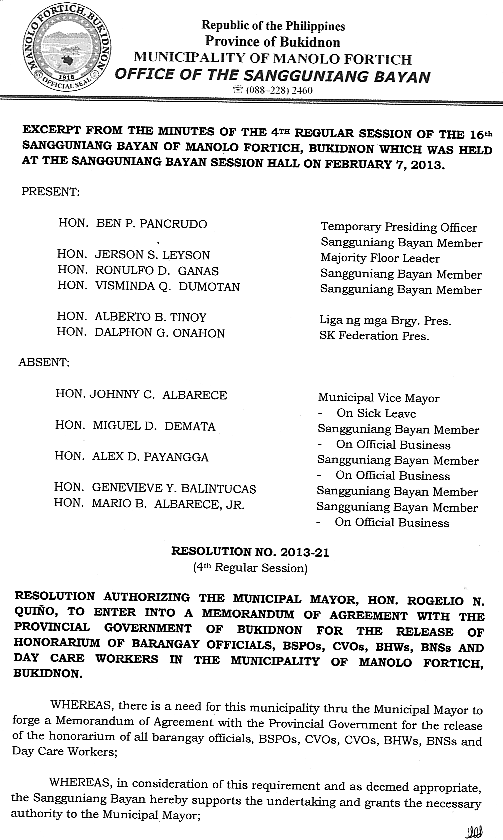 MANOLO FORTICH, BUKIDNON
1918
OFFICIAL SEAL
Republic of the Philippines
Province of Bukidnon
MUNICIPALITY OF MANOLO FORTICH
OFFICE OF THE SANGGUNIANG BAYAN
☏ (088-228) 2460
EXCERPT FROM THE MINUTES OF THE 4TH REGULAR SESSION OF THE 16th
SANGGUNIANG BAYAN OF MANOLO FORTICH, BUKIDNON WHICH WAS HELD
AT THE SANGGUNIANG BAYAN SESSION HALL ON FEBRUARY 7, 2013.
PRESENT:
HON. BEN P. PANCRUDO Temporary Presiding Officer
Sangguniang Bayan Member
HON. JERSON S. LEYSON Majority Floor Leader
HON. RONULFO D. GANAS Sangguniang Bayan Member
HON. VISMINDA Q. DUMOTAN Sangguniang Bayan Member
HON. ALBERTO B. TINOY Liga ng mga Brgy. Pres.
HON. DALPHON G. ONAHON SK Federation Pres.
ABSENT:
HON. JOHNNY C. ALBARECE Municipal Vice Mayor
- On Sick Leave
HON. MIGUEL D. DEMATA Sangguniang Bayan Member
- On Official Business
HON. ALEX D. PAYANGGA Sangguniang Bayan Member
- On Official Business
HON. GENEVIEVE Y. BALINTUCAS Sangguniang Bayan Member
HON. MARIO B. ALBARECE, JR. Sangguniang Bayan Member
- On Official Business
RESOLUTION NO. 2013-21
(4th Regular Session)
RESOLUTION AUTHORIZING THE MUNICIPAL MAYOR, HON. ROGELIO N.
QUIÑO, TO ENTER INTO A MEMORANDUM OF AGREEMENT WITH THE
PROVINCIAL GOVERNMENT OF BUKIDNON FOR THE RELEASE OF
HONORARIUM OF BARANGAY OFFICIALS, BSPOs, CVOs, BHWs, BNSs AND
DAY CARE WORKERS IN THE MUNICIPALITY OF MANOLO FORTICH,
BUKIDNON.
WHEREAS, there is a need for this municipality thru the Municipal Mayor to
forge a Memorandum of Agreement with the Provincial Government for the release
of the honorarium of all barangay officials, BSPOs, CVOs, CVOs, BHWs, BNSs and
Day Care Workers;
WHEREAS, in consideration of this requirement and as deemed appropriate,
the Sangguniang Bayan hereby supports the undertaking and grants the necessary
authority to the Municipal Mayor;